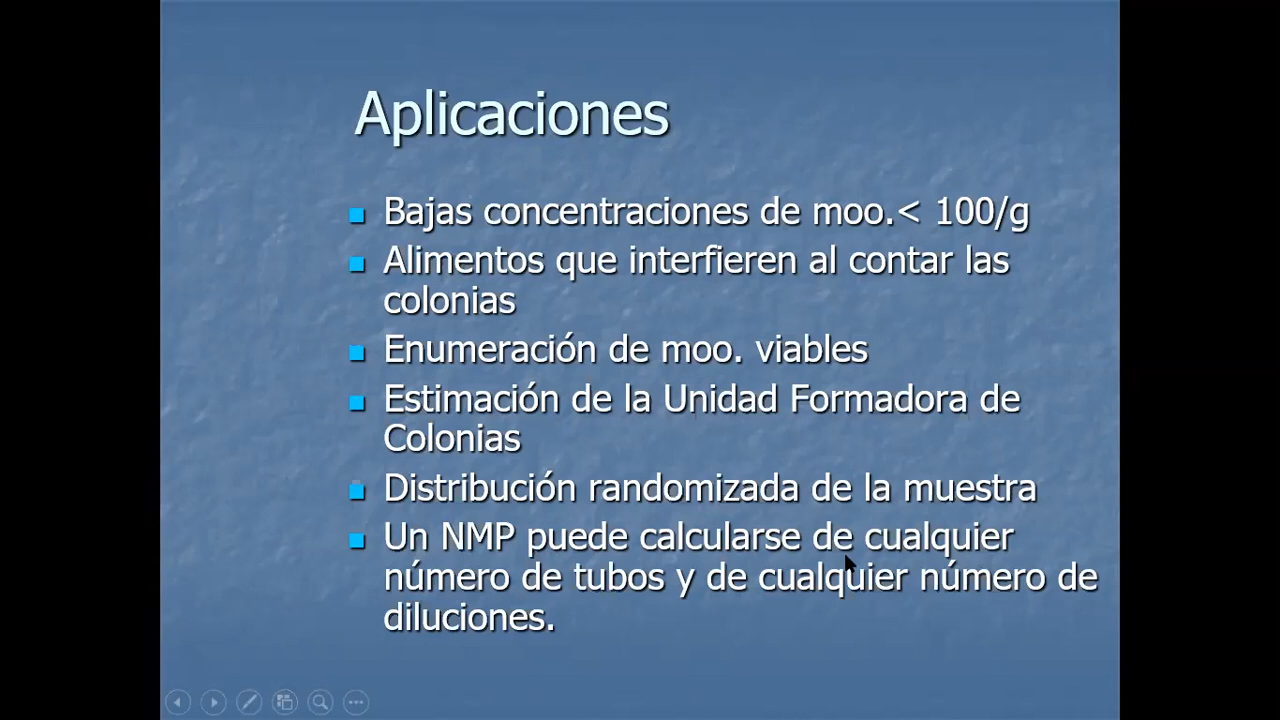 Aplicaciones
Bajas concentraciones de moo.< 100/g
Alimentos que interfieren al contar las
colonias
Enumeración de moo. viables
Estimación de la Unidad Formadora de
Colonias
Distribución randomizada de la muestra
Un NMP puede calcularse de cualquier
número de tubos y de cualquier número de
diluciones.